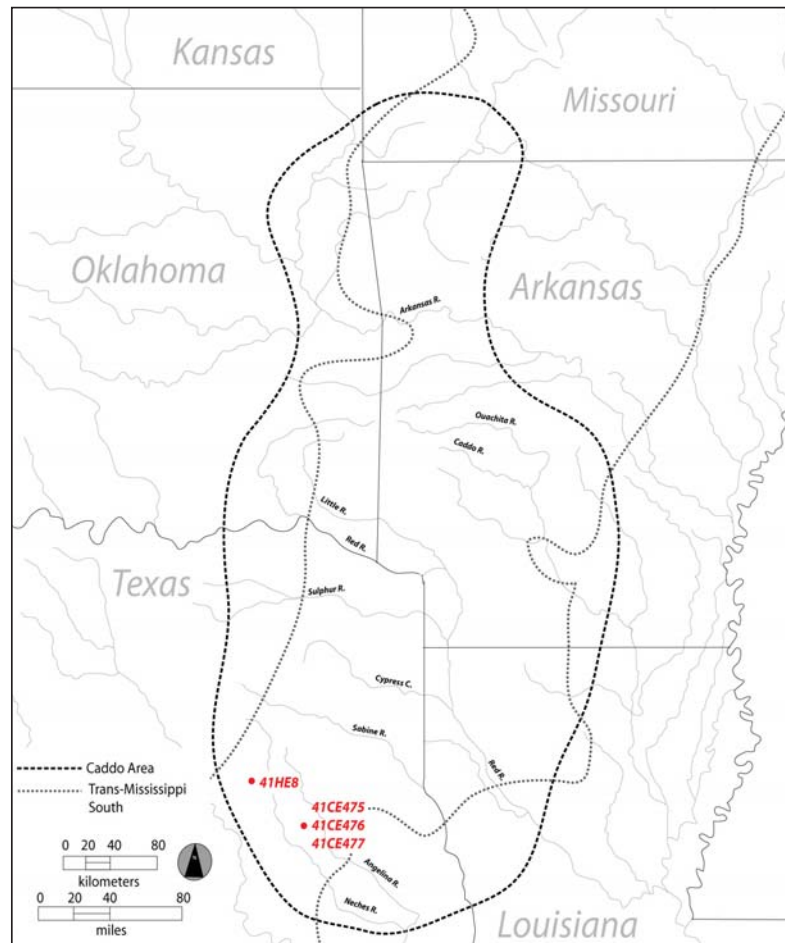 Kansas
Missouri
Oklahoma
Arkansas
Arkansas R.
Ouachita R.
Caddo R.
Little R.
Red R.
Texas
Sulphur R.
Cypress C.
Sabine R.
Red R.
Caddo Area
Trans-Mississippi
South
41HE8
41CE475
41CE476
41CE477
0 20 40 80
kilometers
0 20 40 80
miles
Angelina R.
Neches R.
Louisiana